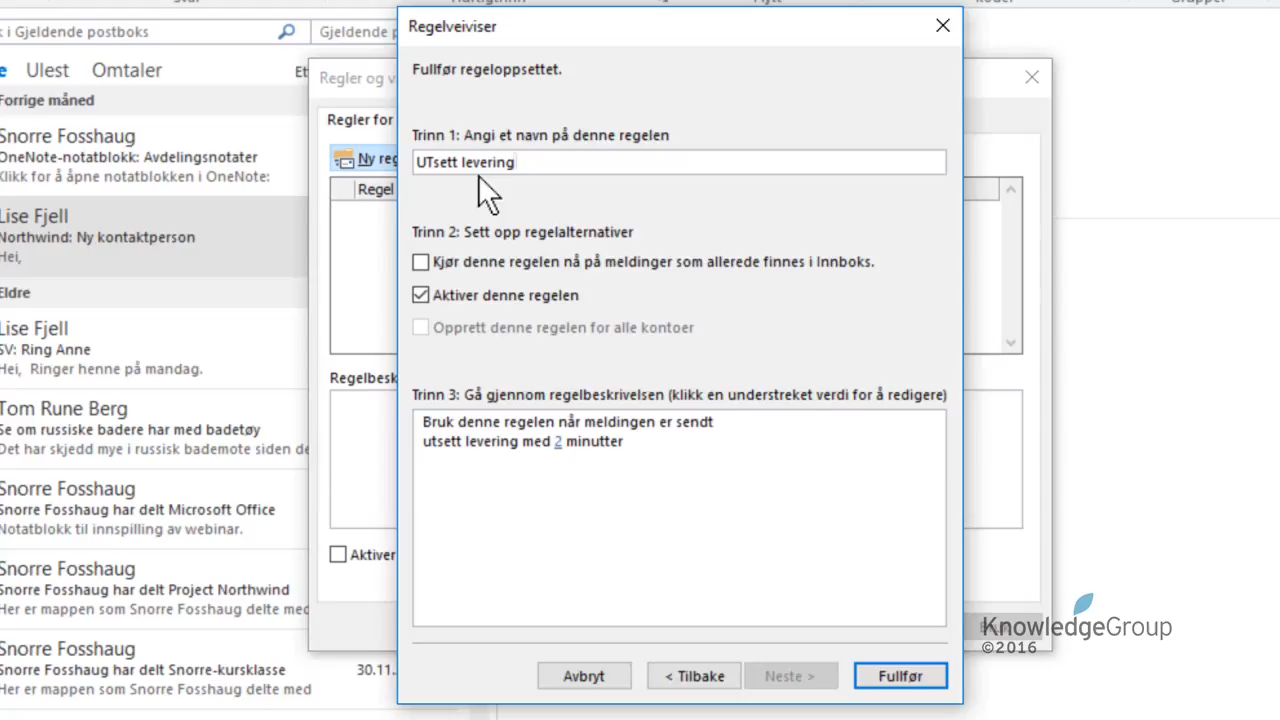 Regelveiviser
k i Gjeldende postboks
Gjeldende
Ulest
Omtaler
Forrige måned
Snorre Fosshaug
OneNote-notatblokk: Avdelingsnotater
Klikk for å åpne notatblokken i OneNote:
Lise Fjell
Northwind: Ny kontaktperson
Hei,
Eldre
Lise Fjell
SV: Ring Anne
Hei, Ringer henne på mandag.
Tom Rune Berg
Se om russiske badere har med badetøy
Det har skjedd mye i russisk bademote siden de
Snorre Fosshaug
Snorre Fosshaug har delt Microsoft Office
Notatblokk til innspilling av webinar.
Snorre Fosshaug
Snorre Fosshaug har delt Project Northwind
Her er mappen som Snorre Fosshaug delte med
Snorre Fosshaug
Snorre Fosshaug har delt Snorre-kursklasse
30.11..
Her er mappen som Snorre Fosshaug delte med
Regler og v
Regler for
Ny reg
Regel
Regelbesk
Aktiver
Fullfør regeloppsettet.
Trinn 1: Angi et navn på denne regelen
UTsett levering
Trinn 2: Sett opp regelalternativer
Kjør denne regelen nå på meldinger som allerede finnes i Innboks.
Aktiver denne regelen
Opprett denne regelen for alle kontoer
Trinn 3: Gå gjennom regelbeskrivelsen (klikk en understreket verdi for å redigere)
Bruk denne regelen når meldingen er sendt
utsett levering med 2 minutter
Avbryt
< Tilbake
Neste >
Fullfør
KnowledgeGroup
©2016